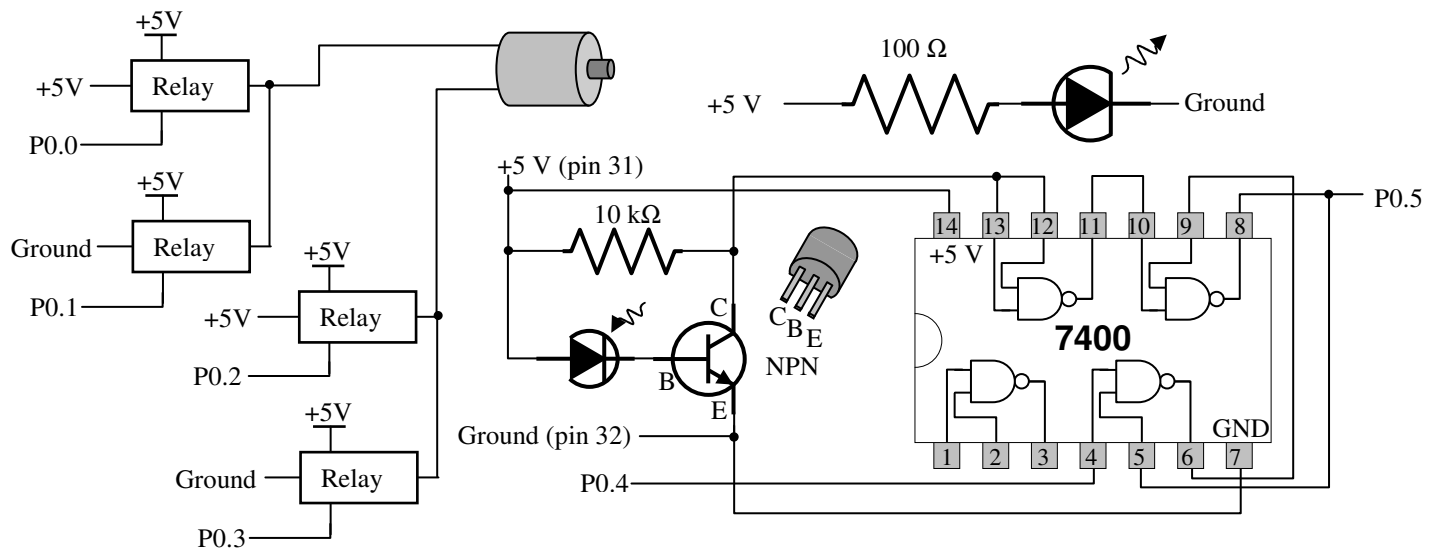 +5V
+5V
Relay
P0.0
+5V
Ground
Relay
P0.1
+5V
+5V
Relay
P0.2
+5V
Ground
Relay
P0.3
100 Ω
+5 V
Ground
+5 V (pin 31)
10 kΩ
C
B
E
C
B
E
NPN
Ground (pin 32)
P0.4
P0.5
14
13
12
11
10
9
8
+5 V
7400
GND
1
2
3
4
5
6
7